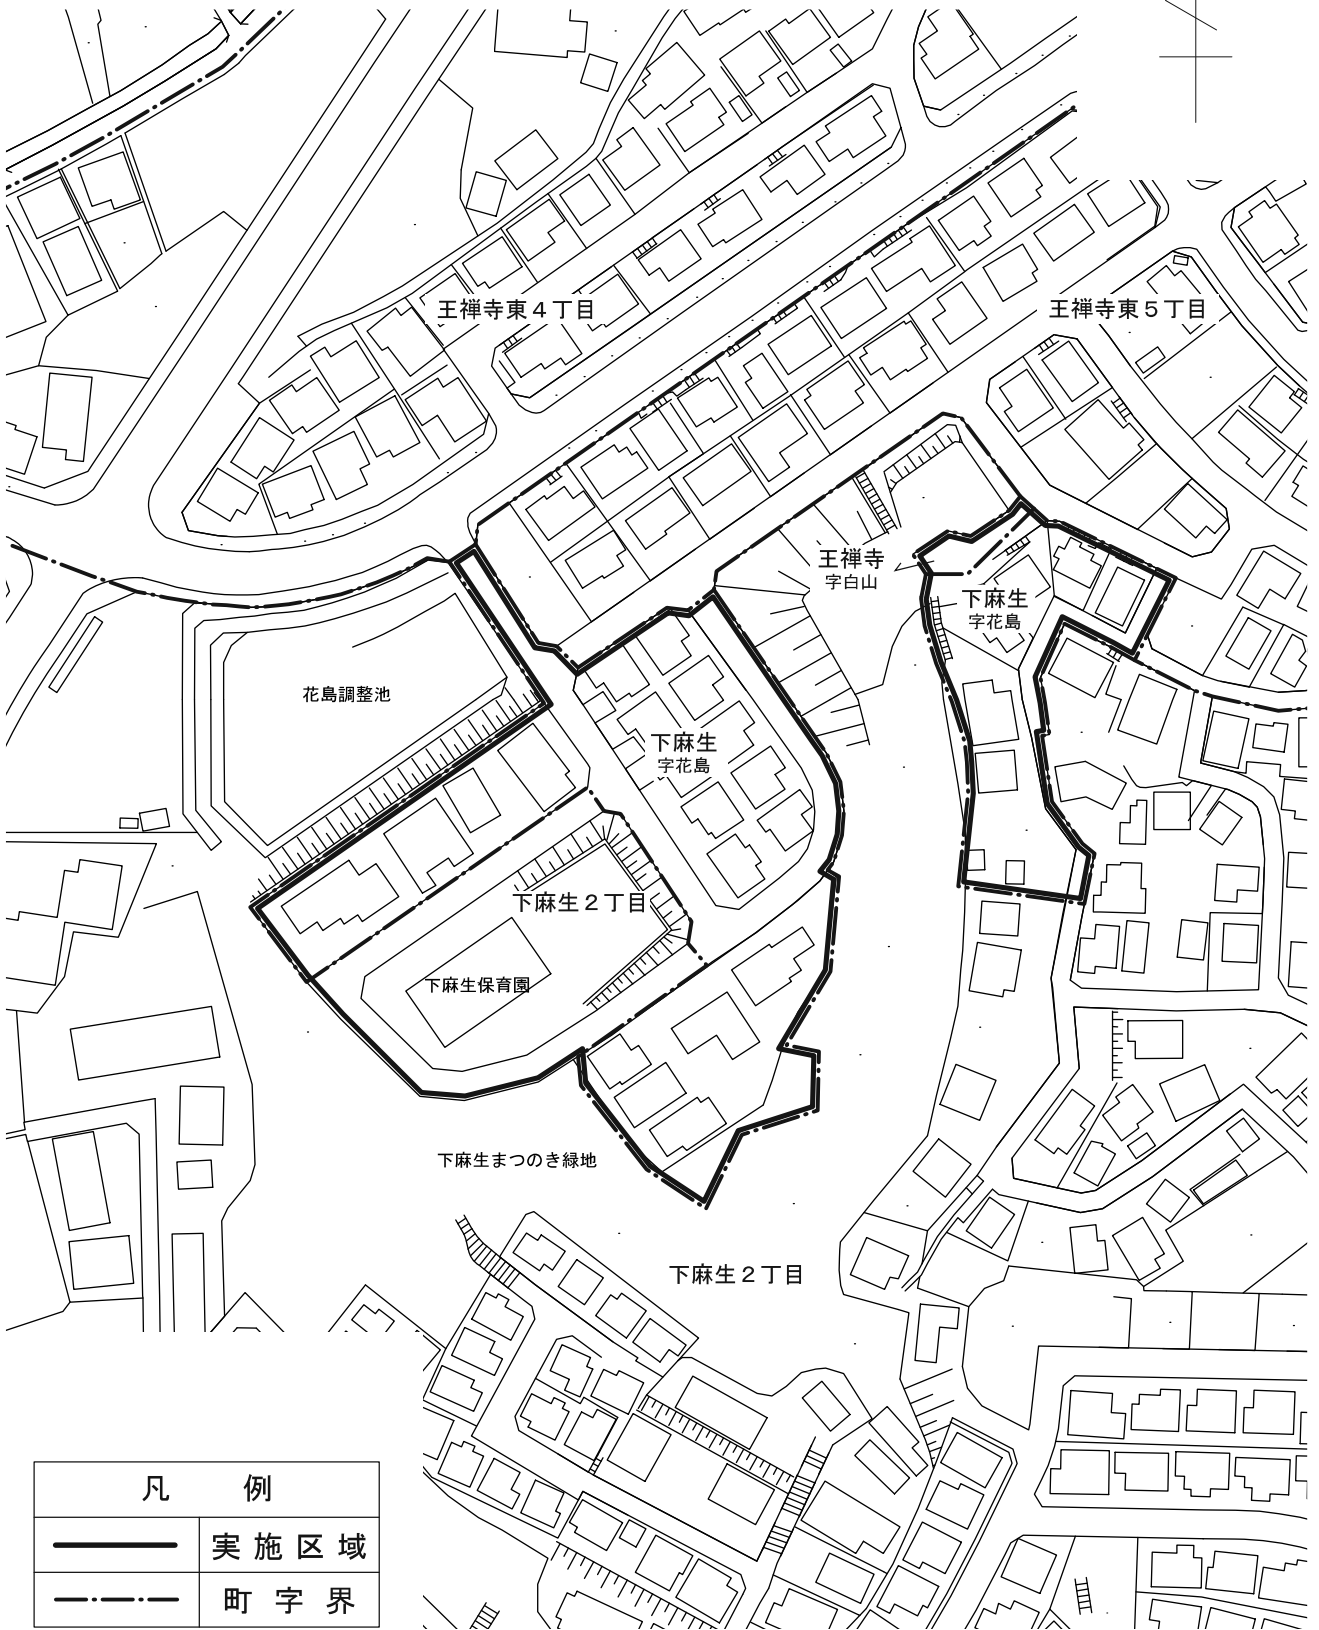 王禅寺東４丁目
王禅寺東５丁目
王禅寺
字白山
下麻生
字花島
花島調整池
下麻生
字花島
下麻生２丁目
下麻生保育園
下麻生まつのき緑地
下麻生２丁目
凡 例
実施区域
町字界